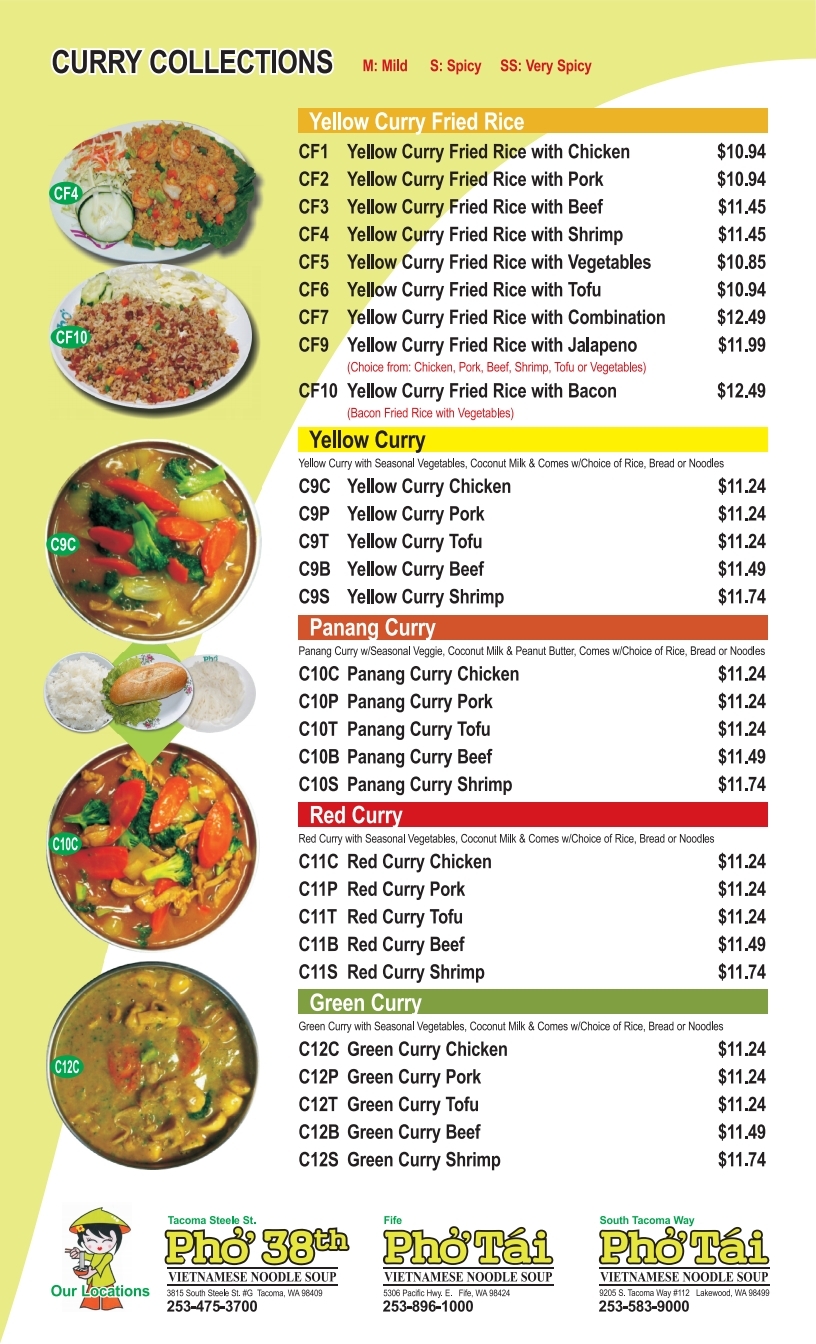 CURRY COLLECTIONS M: Mild S: Spicy SS: Very Spicy
Yellow Curry Fried Rice
CF1 Yellow Curry Fried Rice with Chicken $10.94
CF2 Yellow Curry Fried Rice with Pork $10.94
CF3 Yellow Curry Fried Rice with Beef $11.45
CF4 Yellow Curry Fried Rice with Shrimp $11.45
CF5 Yellow Curry Fried Rice with Vegetables $10.85
CF6 Yellow Curry Fried Rice with Tofu $10.94
CF7 Yellow Curry Fried Rice with Combination $12.49
CF9 Yellow Curry Fried Rice with Jalapeno $11.99
(Choice from: Chicken, Pork, Beef, Shrimp, Tofu or Vegetables)
CF10 Yellow Curry Fried Rice with Bacon $12.49
(Bacon Fried Rice with Vegetables)
CF4
CF10
Yellow Curry
Yellow Curry with Seasonal Vegetables, Coconut Milk & Comes w/Choice of Rice, Bread or Noodles
C9C Yellow Curry Chicken $11.24
C9P Yellow Curry Pork $11.24
C9T Yellow Curry Tofu $11.24
C9B Yellow Curry Beef $11.49
C9S Yellow Curry Shrimp $11.74
C9C
Panang Curry
Panang Curry w/Seasonal Veggie, Coconut Milk & Peanut Butter, Comes w/Choice of Rice, Bread or Noodles
C10C Panang Curry Chicken $11.24
C10P Panang Curry Pork $11.24
C10T Panang Curry Tofu $11.24
C10B Panang Curry Beef $11.49
C10S Panang Curry Shrimp $11.74
Phở
Red Curry
Red Curry with Seasonal Vegetables, Coconut Milk & Comes w/Choice of Rice, Bread or Noodles
C11C Red Curry Chicken $11.24
C11P Red Curry Pork $11.24
C11T Red Curry Tofu $11.24
C11B Red Curry Beef $11.49
C11S Red Curry Shrimp $11.74
C10C
Green Curry
Green Curry with Seasonal Vegetables, Coconut Milk & Comes w/Choice of Rice, Bread or Noodles
C12C Green Curry Chicken $11.24
C12P Green Curry Pork $11.24
C12T Green Curry Tofu $11.24
C12B Green Curry Beef $11.49
C12S Green Curry Shrimp $11.74
C12C
Our Locations
Tacoma Steele St.
Phở 38th
VIETNAMESE NOODLE SOUP
3815 South Steele St. #G Tacoma, WA 98409
253-475-3700
Fife
Phở Tái
VIETNAMESE NOODLE SOUP
5306 Pacific Hwy. E. Fife, WA 98424
253-896-1000
South Tacoma Way
Phở Tái
VIETNAMESE NOODLE SOUP
9205 S. Tacoma Way #112 Lakewood, WA 98499
253-583-9000